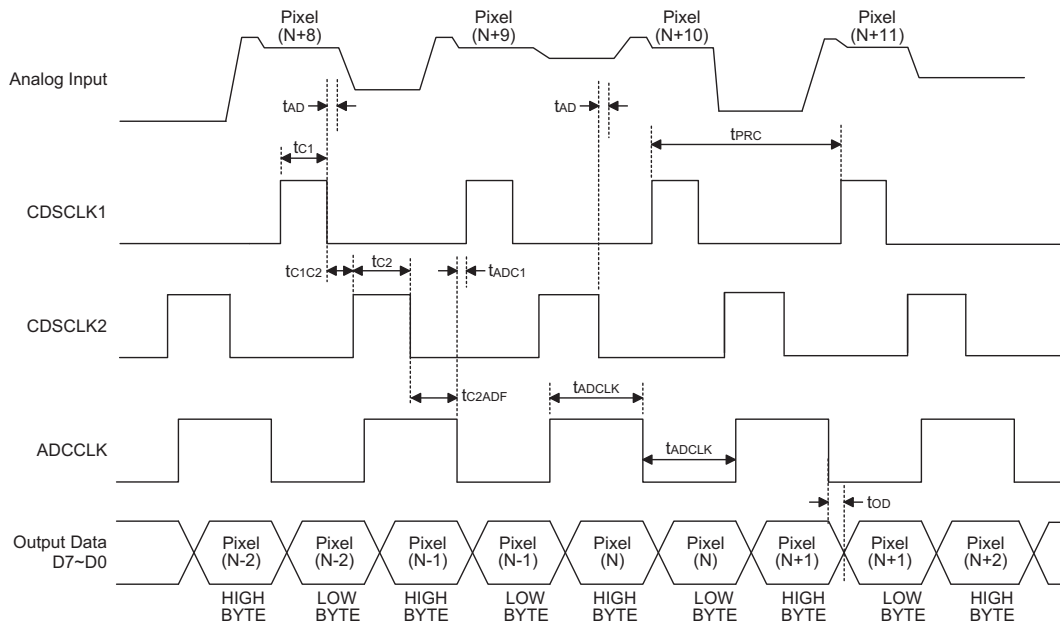 Pixel
(N+8)
Pixel
(N+9)
Pixel
(N+10)
Pixel
(N+11)
Analog Input
tAD
tAD
tPRC
tC1
CDSCLK1
tC1C2
tC2
tADC1
CDSCLK2
tC2ADF
tADCLK
ADCCLK
tADCLK
tOD
Output Data
D7~D0
Pixel
(N-2)
Pixel
(N-2)
Pixel
(N-1)
Pixel
(N-1)
Pixel
(N)
Pixel
(N)
Pixel
(N+1)
Pixel
(N+1)
Pixel
(N+2)
HIGH
BYTE
LOW
BYTE
HIGH
BYTE
LOW
BYTE
HIGH
BYTE
LOW
BYTE
HIGH
BYTE
LOW
BYTE
HIGH
BYTE